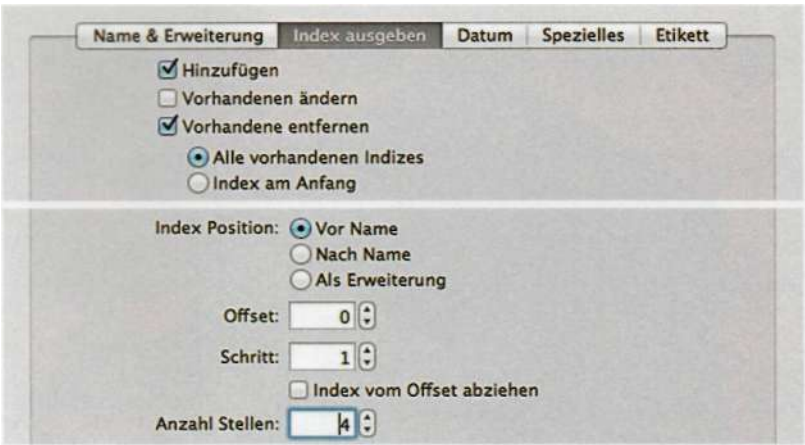 Name & Erweiterung Index ausgeben Datum Spezielles Etikett
Hinzufügen
Vorhandenen ändern
Vorhandene entfernen
Alle vorhandenen Indizes
Index am Anfang
Index Position: Vor Name
Nach Name
Als Erweiterung
Offset: 0
Schritt: 1
Index vom Offset abziehen
Anzahl Stellen: 4